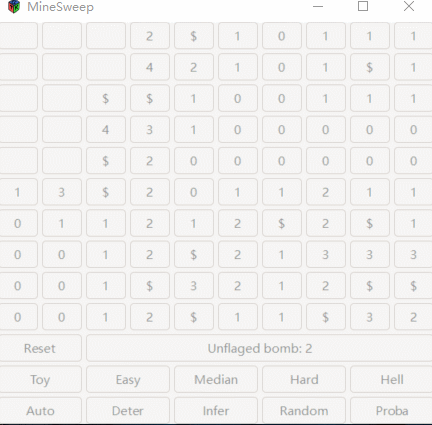 MineSweep
2 $ 1 0 1 1 1
4 2 1 0 1 $ 1
$ $ 1 0 0 1 1 1
4 3 1 0 0 0 0 0
$ 2 0 0 0 0 0 0
1 3 $ 2 0 1 1 2 1 1
0 1 1 2 1 2 $ 2 $ 1
0 0 1 2 $ 2 1 3 3 3
0 0 1 $ 3 2 1 2 $ $
0 0 1 2 $ 1 1 $ 3 2
Reset Unflaged bomb: 2
Toy Easy Median Hard Hell
Auto Deter Infer Random Proba